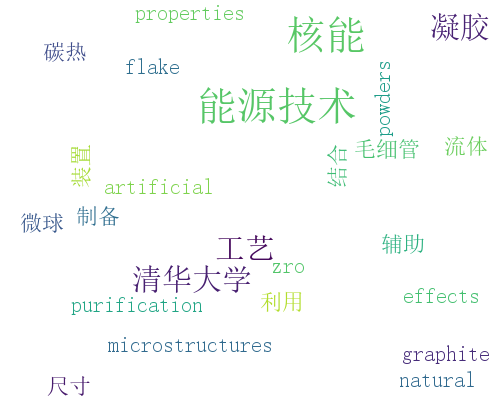 properties
凝胶
核能
碳热
flake
powders
能源技术
流体
毛细管
结合
装置
artificial
微球
制备
辅助
工艺
清华大学
zro
利用
purification
effects
microstructures
graphite
natural
尺寸